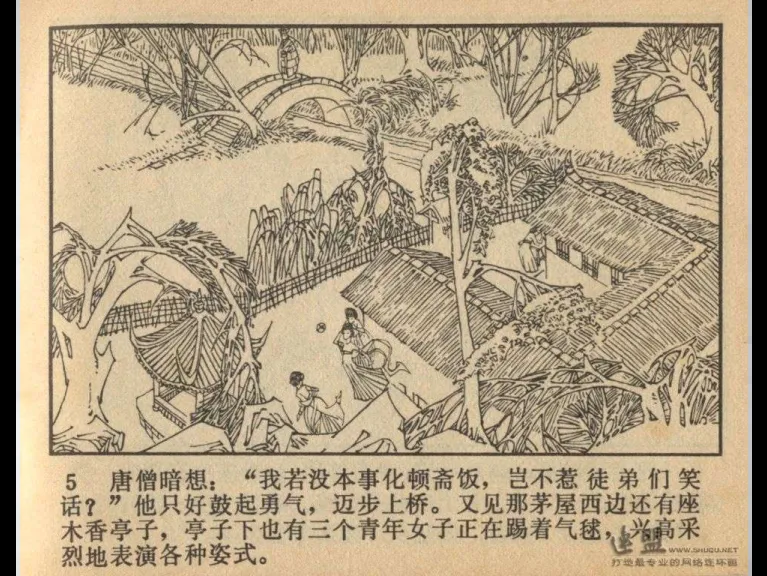 5 唐僧暗想：“我若没本事化顿斋饭，岂不惹徒弟们笑
话？”他只好鼓起勇气，迈步上桥。又见那茅屋西边还有座
木香亭子，亭子下也有三个青年女子正在踢着气毬，兴高采
烈地表演各种姿式。
连盟 WWW.SHUCU.NET
打造最专业的网络连环画